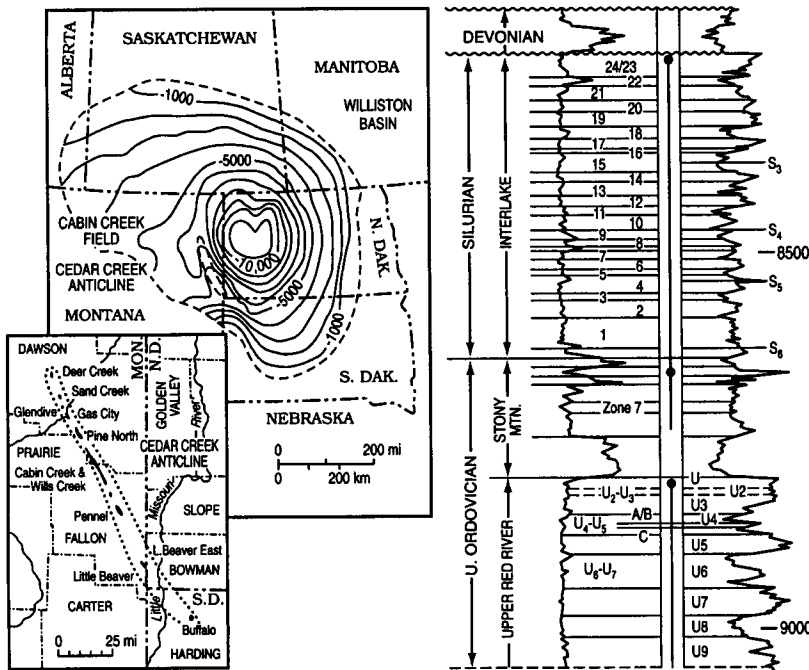 ALBERTA
SASKATCHEWAN
MANITOBA
WILLISTON
BASIN
-1000
-5000
-10,000
-5000
-1000
CABIN CREEK
FIELD
CEDAR CREEK
ANTICLINE
MONTANA
N. DAK.
S. DAK.
NEBRASKA
0 200 mi
0 200 km
DAWSON
MON.
N.D.
Deer Creek
Sand Creek
Glendive
Gas City
Pine North
GOLDEN
VALLEY
River
PRAIRIE
Cabin Creek &
Wills Creek
CEDAR CREEK
ANTICLINE
Missouri
SLOPE
Pennel
FALLON
L. Beaver East
BOWMAN
Little Beaver
S.D.
CARTER
Little
Buffalo
HARDING
0 25 mi
DEVONIAN
SILURIAN
INTERLAKE
24/23
22
21
20
19
18
17
16
15
S3
14
13
12
11
10
S4
9
8
8500
7
6
5
S5
4
3
2
1
S6
U. ORDOVICIAN
STONY
MTN.
Zone 7
UPPER RED RIVER
U
U2-U3
U2
U3
A/B
U4
U4-U5
C
U5
U6-U7
U6
U7
U8
9000
U9